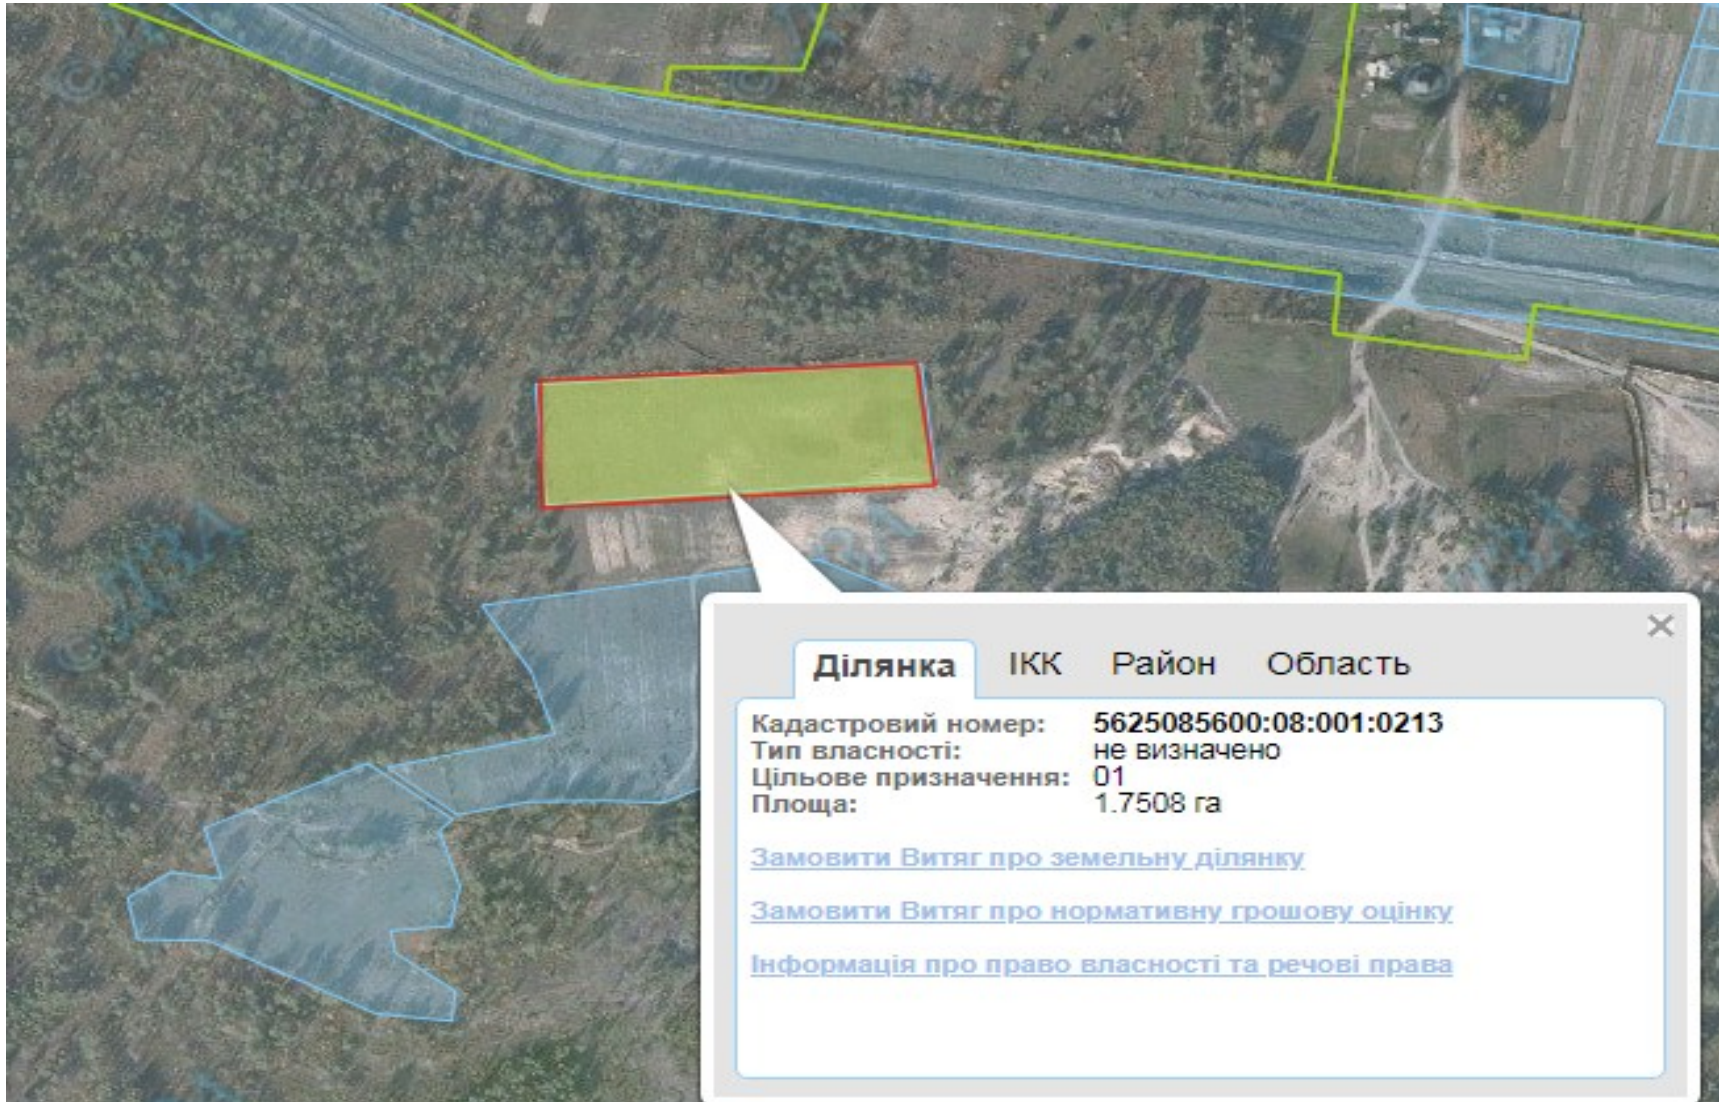 Ділянка ІКК Район Область
Кадастровий номер: 5625085600:08:001:0213
Тип власності: не визначено
Цільове призначення: 01
Площа: 1.7508 га
Замовити Витяг про земельну ділянку
Замовити Витяг про нормативну грошову оцінку
Інформація про право власності та речові права